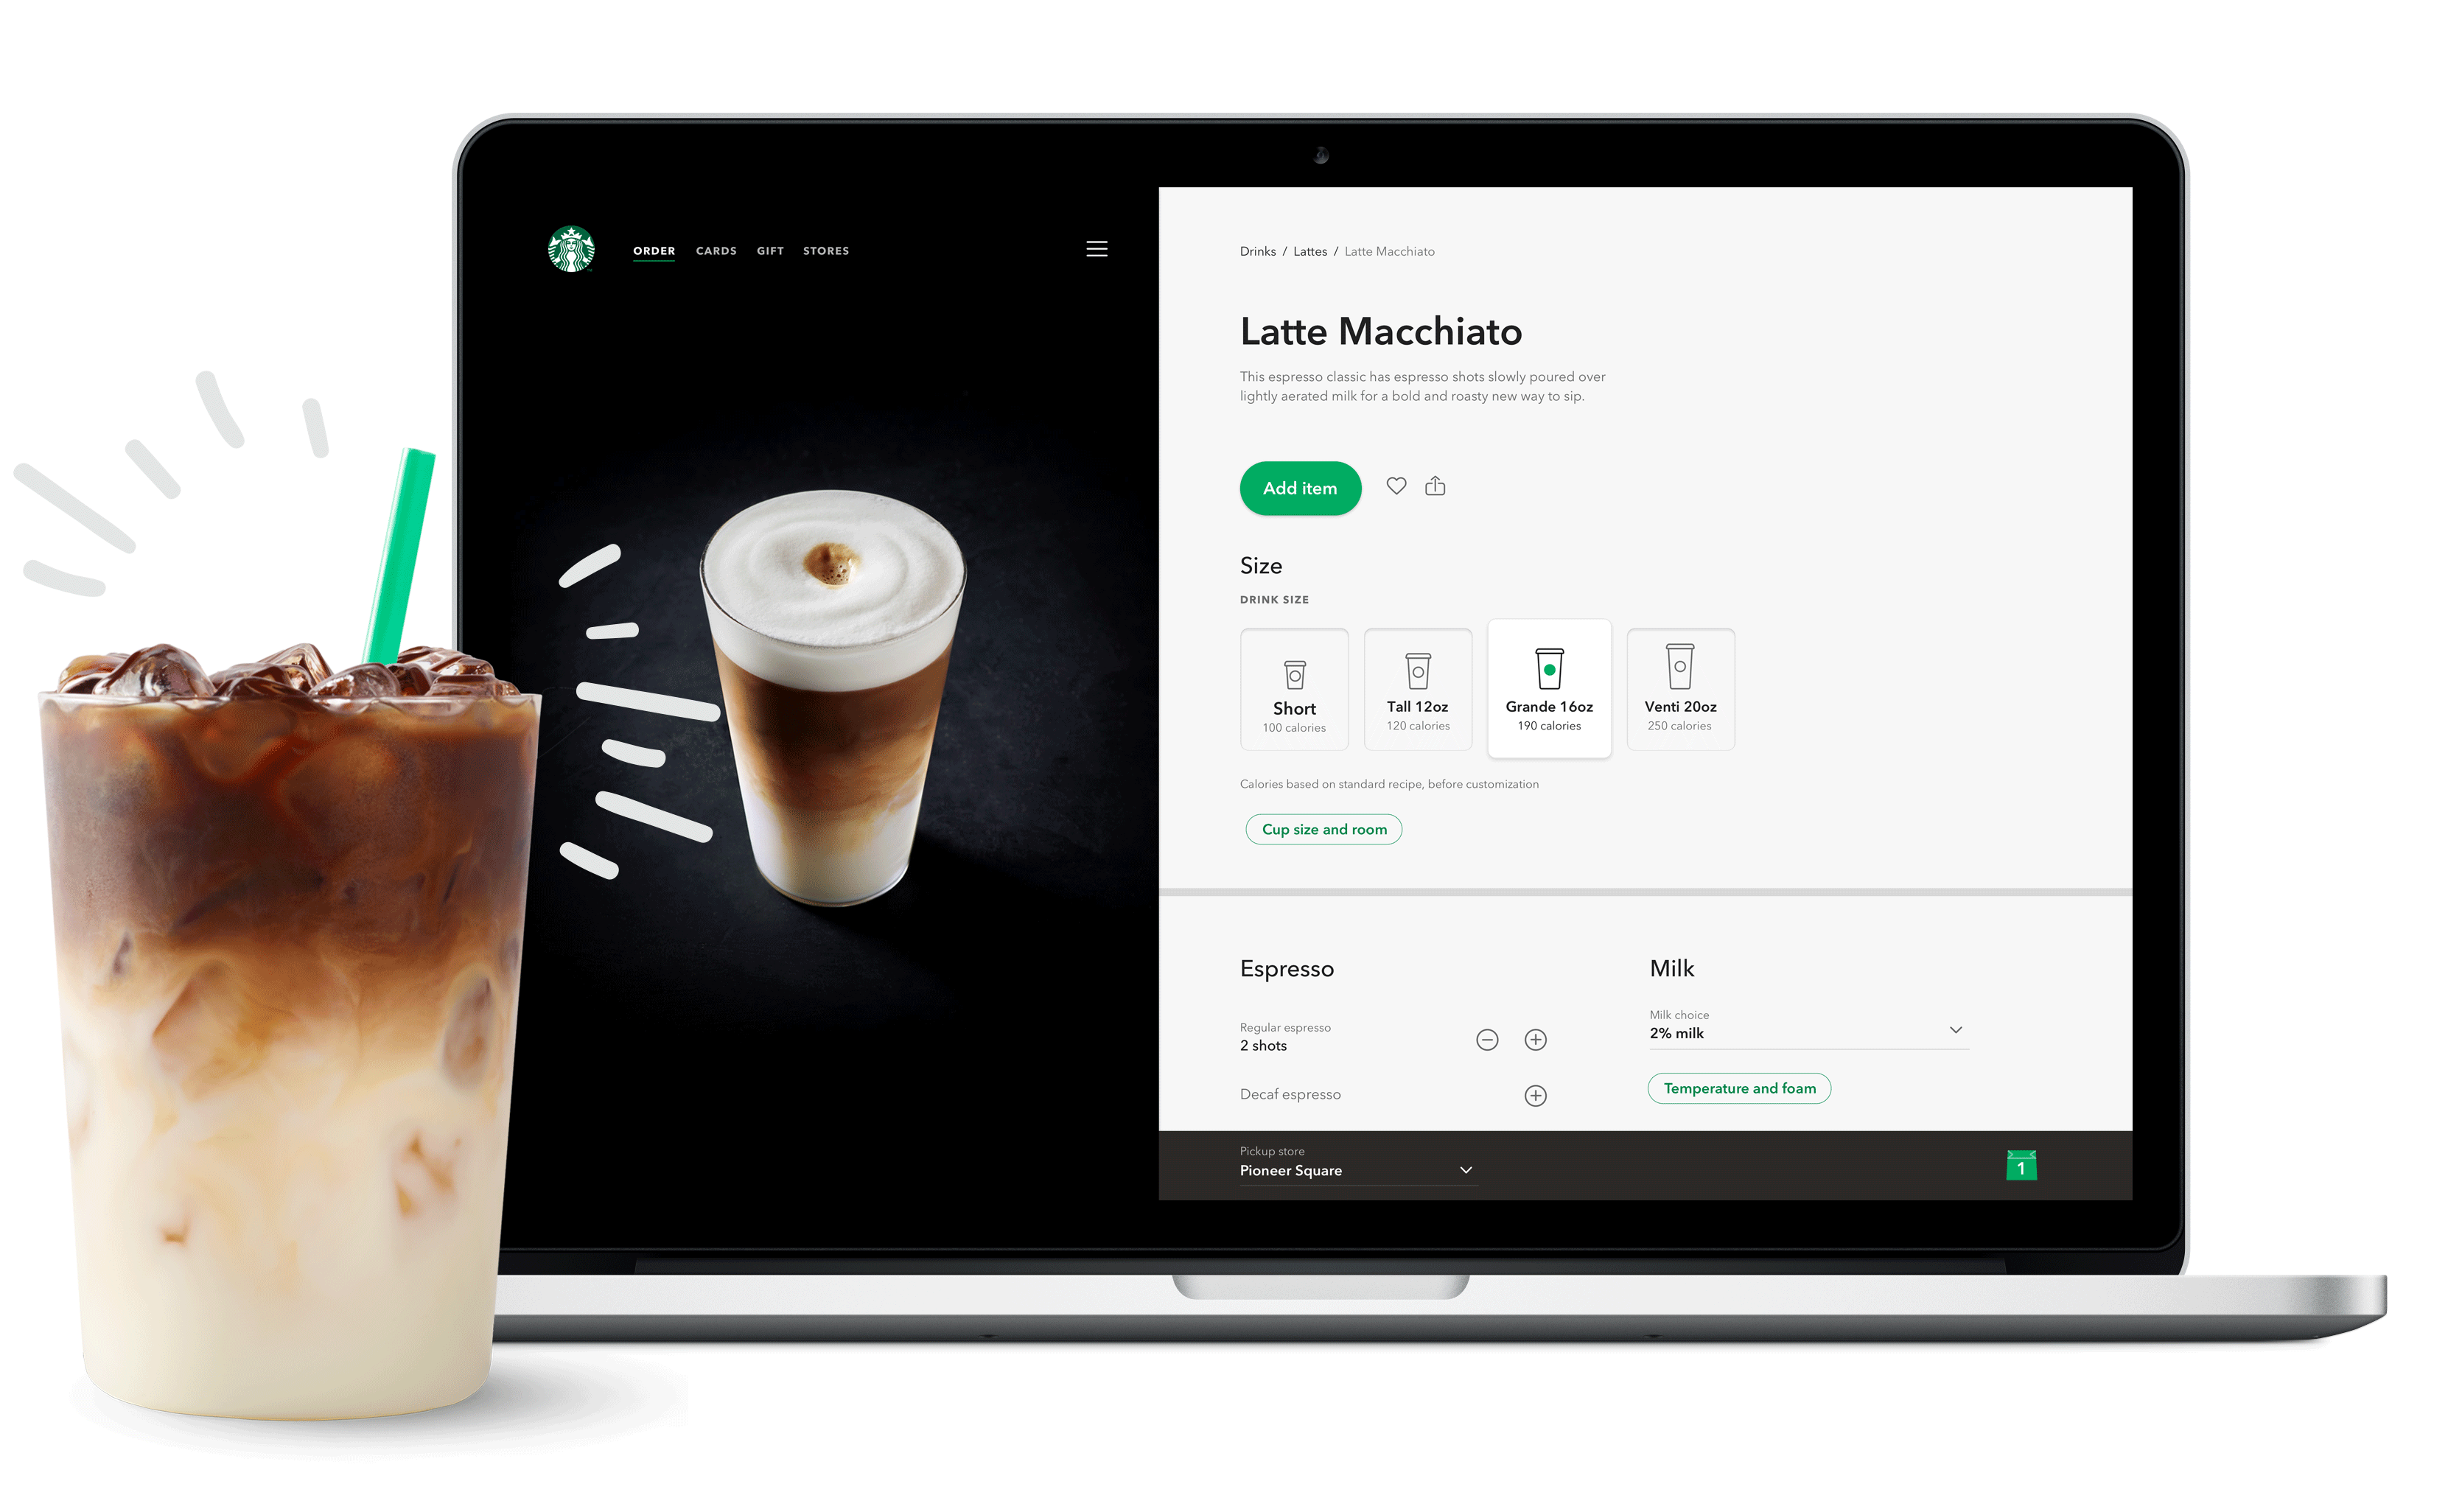 ORDER CARDS GIFT STORES
Drinks / Lattes / Latte Macchiato
Latte Macchiato
This espresso classic has espresso shots slowly poured over
lightly aerated milk for a bold and roasty new way to sip.
Add item
Size
DRINK SIZE
Short
100 calories
Tall 12oz
120 calories
Grande 16oz
190 calories
Venti 20oz
250 calories
Calories based on standard recipe, before customization
Cup size and room
Espresso
Regular espresso
2 shots
Decaf espresso
Milk
Milk choice
2% milk
Temperature and foam
Pickup store
Pioneer Square
1